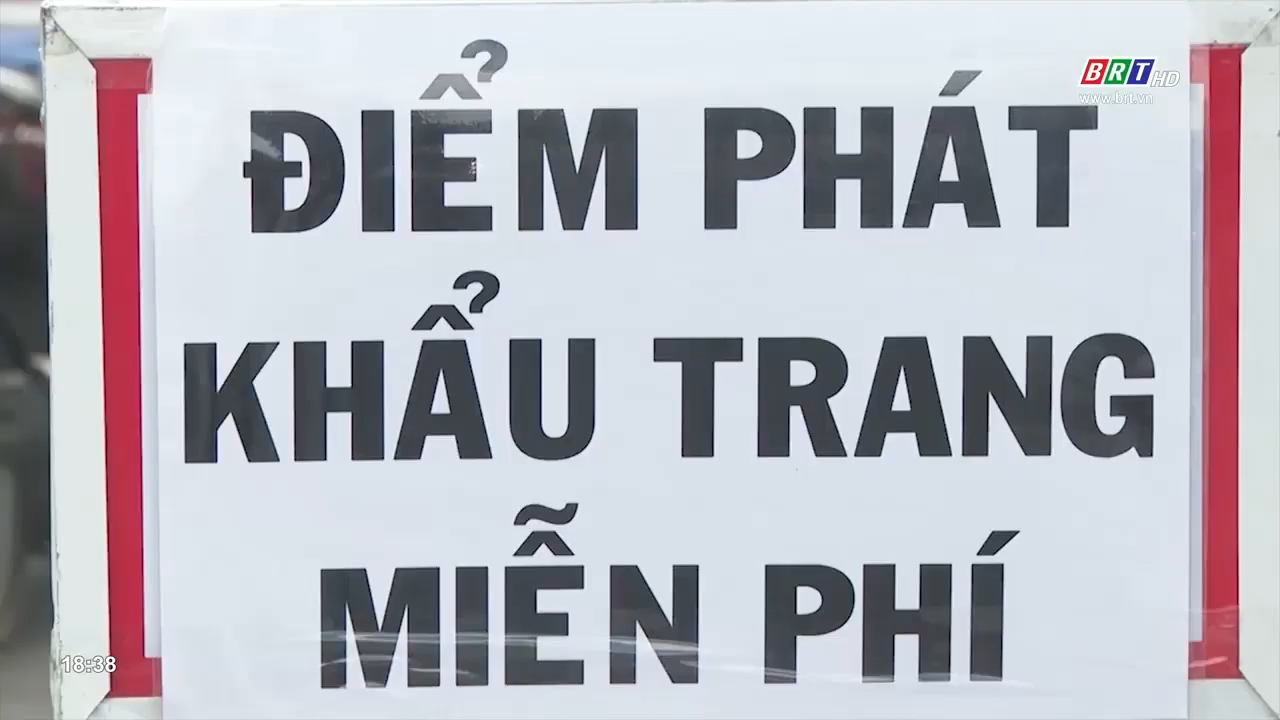 BRT HD
www.brt.vn
ĐIỂM PHÁT
KHẨU TRANG
MIỄN PHÍ
18:38